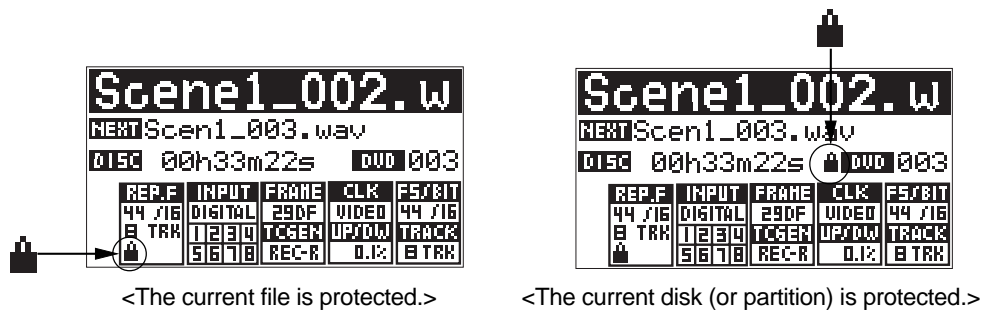 Scene1_002.w
NEXT Scen1_003.wav
DISC 00h33m22s DVD 003
REP.F INPUT FRAME CLK FS/BIT
44 /16 DIGITAL 29DF VIDEO 44 /16
8 TRK 1 2 3 4 TCGEN UP/DW TRACK
5 6 7 8 REC-R 0.1% 8 TRK
<The current file is protected.>
Scene1_002.w
NEXT Scen1_003.wav
DISC 00h33m22s DVD 003
REP.F INPUT FRAME CLK FS/BIT
44 /16 DIGITAL 29DF VIDEO 44 /16
8 TRK 1 2 3 4 TCGEN UP/DW TRACK
5 6 7 8 REC-R 0.1% 8 TRK
<The current disk (or partition) is protected.>